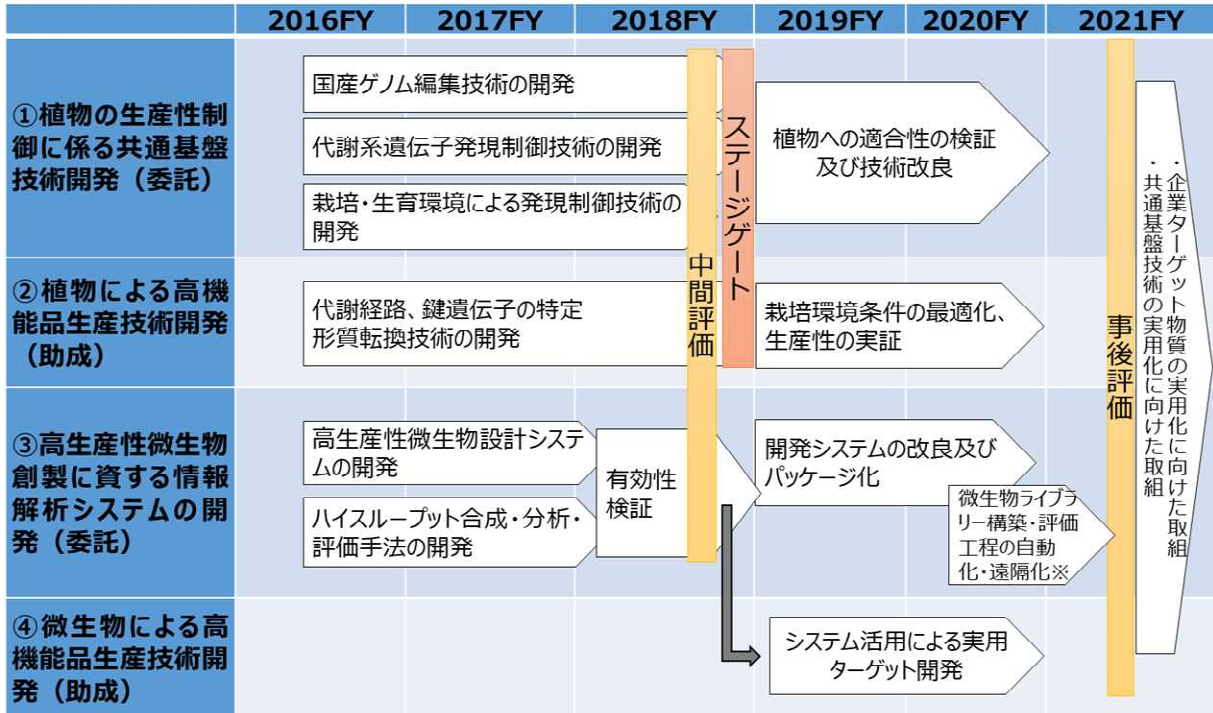 2016FY
2017FY
2018FY
2019FY
2020FY
2021FY
①植物の生産性制
御に係る共通基盤
技術開発（委託）
国産ゲノム編集技術の開発
代謝系遺伝子発現制御技術の開発
栽培・生育環境による発現制御技術の
開発
植物への適合性の検証
及び技術改良
②植物による高機
能品生産技術開発
（助成）
代謝経路、鍵遺伝子の特定
形質転換技術の開発
栽培環境条件の最適化、
生産性の実証
③高生産性微生物
創製に資する情報
解析システムの開
発（委託）
高生産性微生物設計システ
ムの開発
ハイスループット合成・分析・
評価手法の開発
有効性
検証
開発システムの改良及び
パッケージ化
微生物ライブラ
リー構築・評価
工程の自動
化・遠隔化※
④微生物による高
機能品生産技術開
発（助成）
システム活用による実用
ターゲット開発
中間評価
ステージゲート
事後評価
・企業ターゲット物質の実用化に向けた取組
・共通基盤技術の実用化に向けた取組